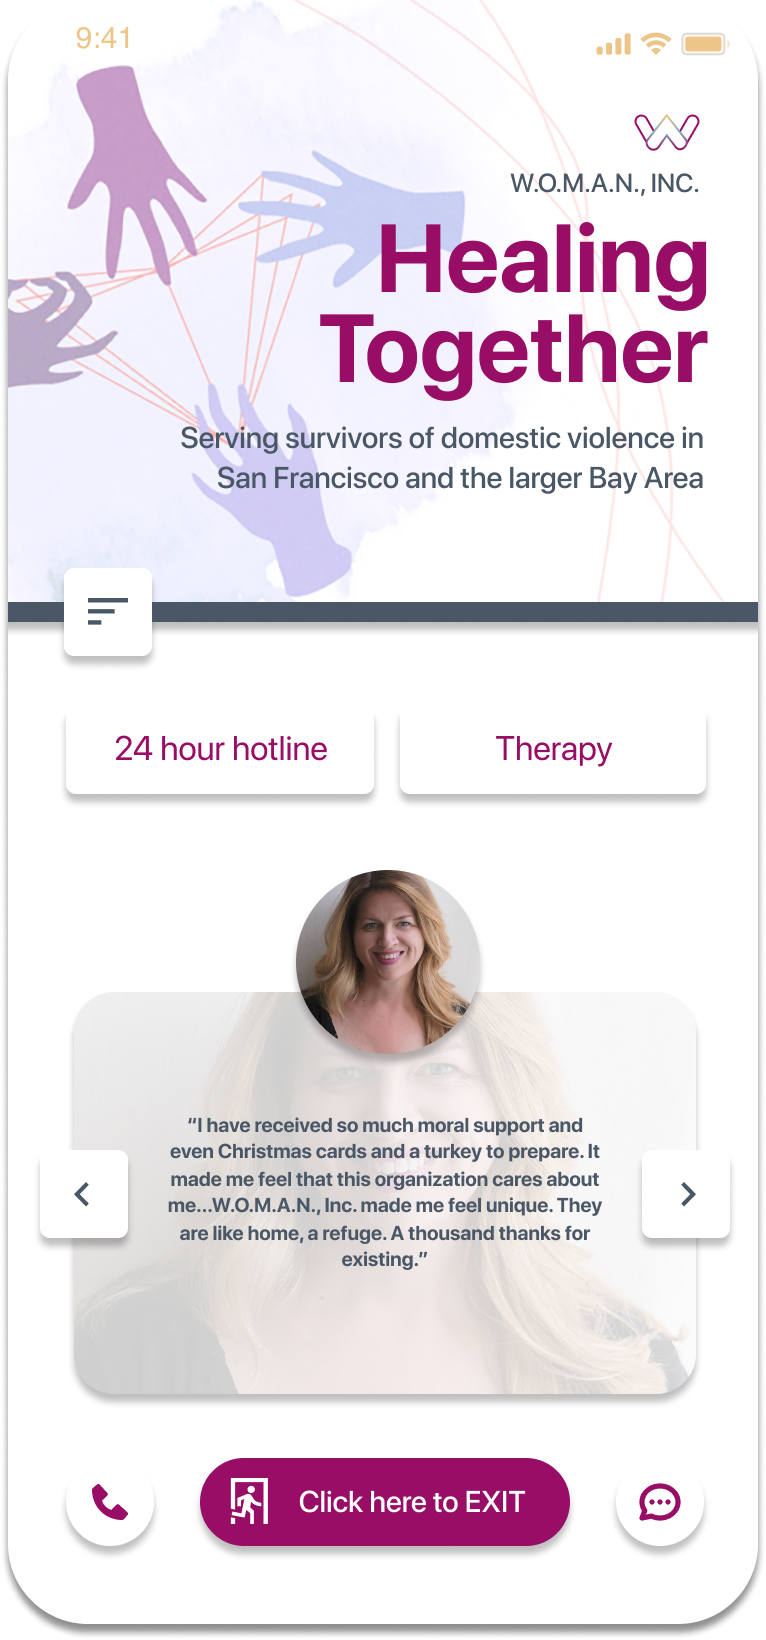 9:41
W.O.M.A.N., INC.
Healing
Together
Serving survivors of domestic violence in
San Francisco and the larger Bay Area
24 hour hotline
Therapy
“I have received so much moral support and
even Christmas cards and a turkey to prepare. It
made me feel that this organization cares about
me...W.O.M.A.N., Inc. made me feel unique. They
are like home, a refuge. A thousand thanks for
existing.”
Click here to EXIT